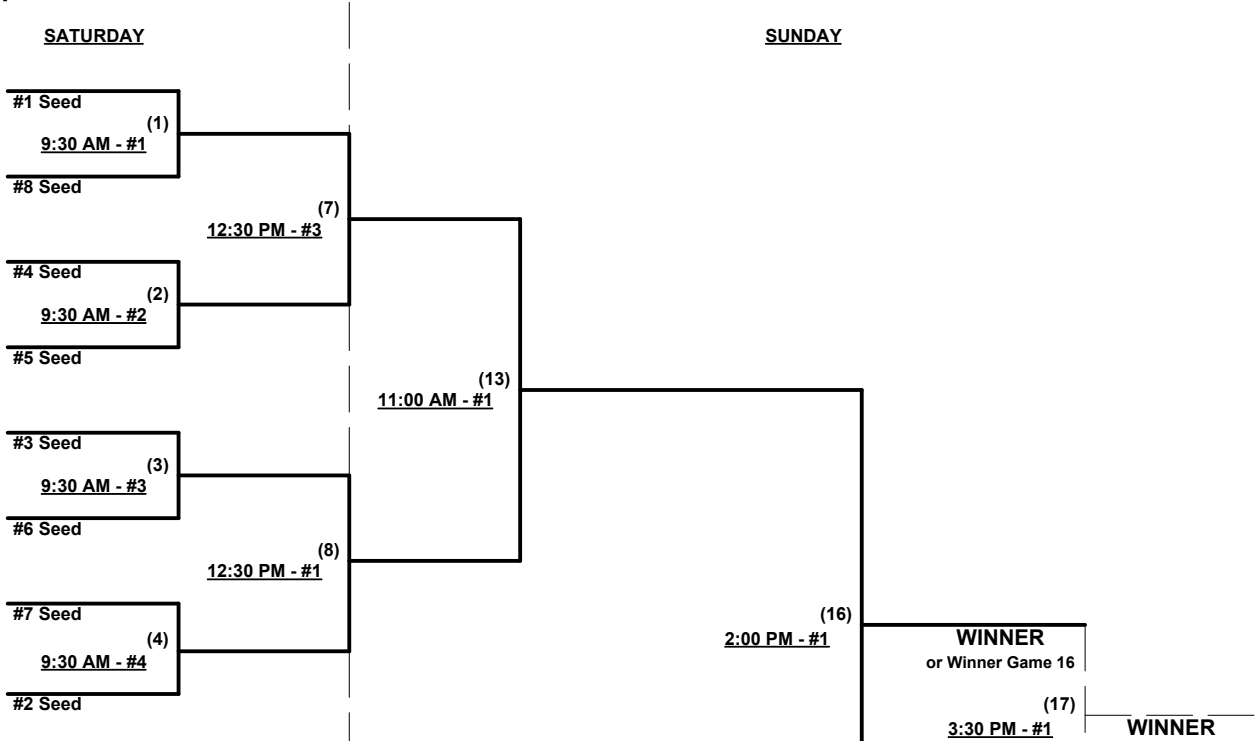 SATURDAY
SUNDAY
#1 Seed
(1)
9:30 AM - #1
#8 Seed
(7)
12:30 PM - #3
#4 Seed
(2)
9:30 AM - #2
#5 Seed
(13)
11:00 AM - #1
#3 Seed
(3)
9:30 AM - #3
#6 Seed
(8)
12:30 PM - #1
#7 Seed
(4)
9:30 AM - #4
#2 Seed
(16)
2:00 PM - #1
WINNER
or Winner Game 16
(17)
3:30 PM - #1
WINNER